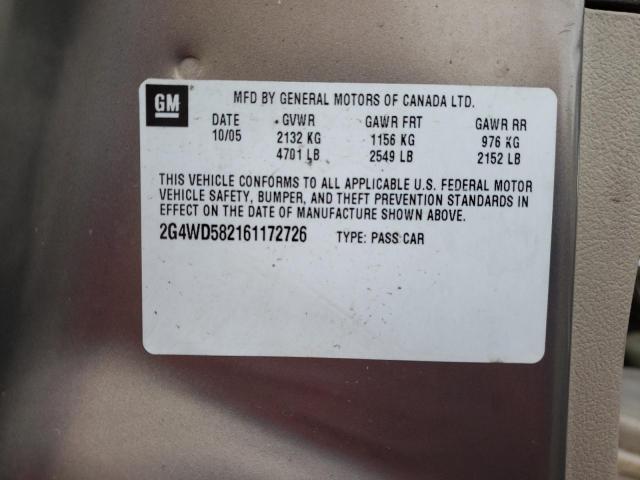 GM MFD BY GENERAL MOTORS OF CANADA LTD.
DATE GVWR GAWR FRT GAWR RR
10/05 2132 KG 1156 KG 976 KG
4701 LB 2549 LB 2152 LB
THIS VEHICLE CONFORMS TO ALL APPLICABLE U.S. FEDERAL MOTOR
VEHICLE SAFETY, BUMPER, AND THEFT PREVENTION STANDARDS IN
EFFECT ON THE DATE OF MANUFACTURE SHOWN ABOVE.
2G4WD582161172726 TYPE: PASS CAR